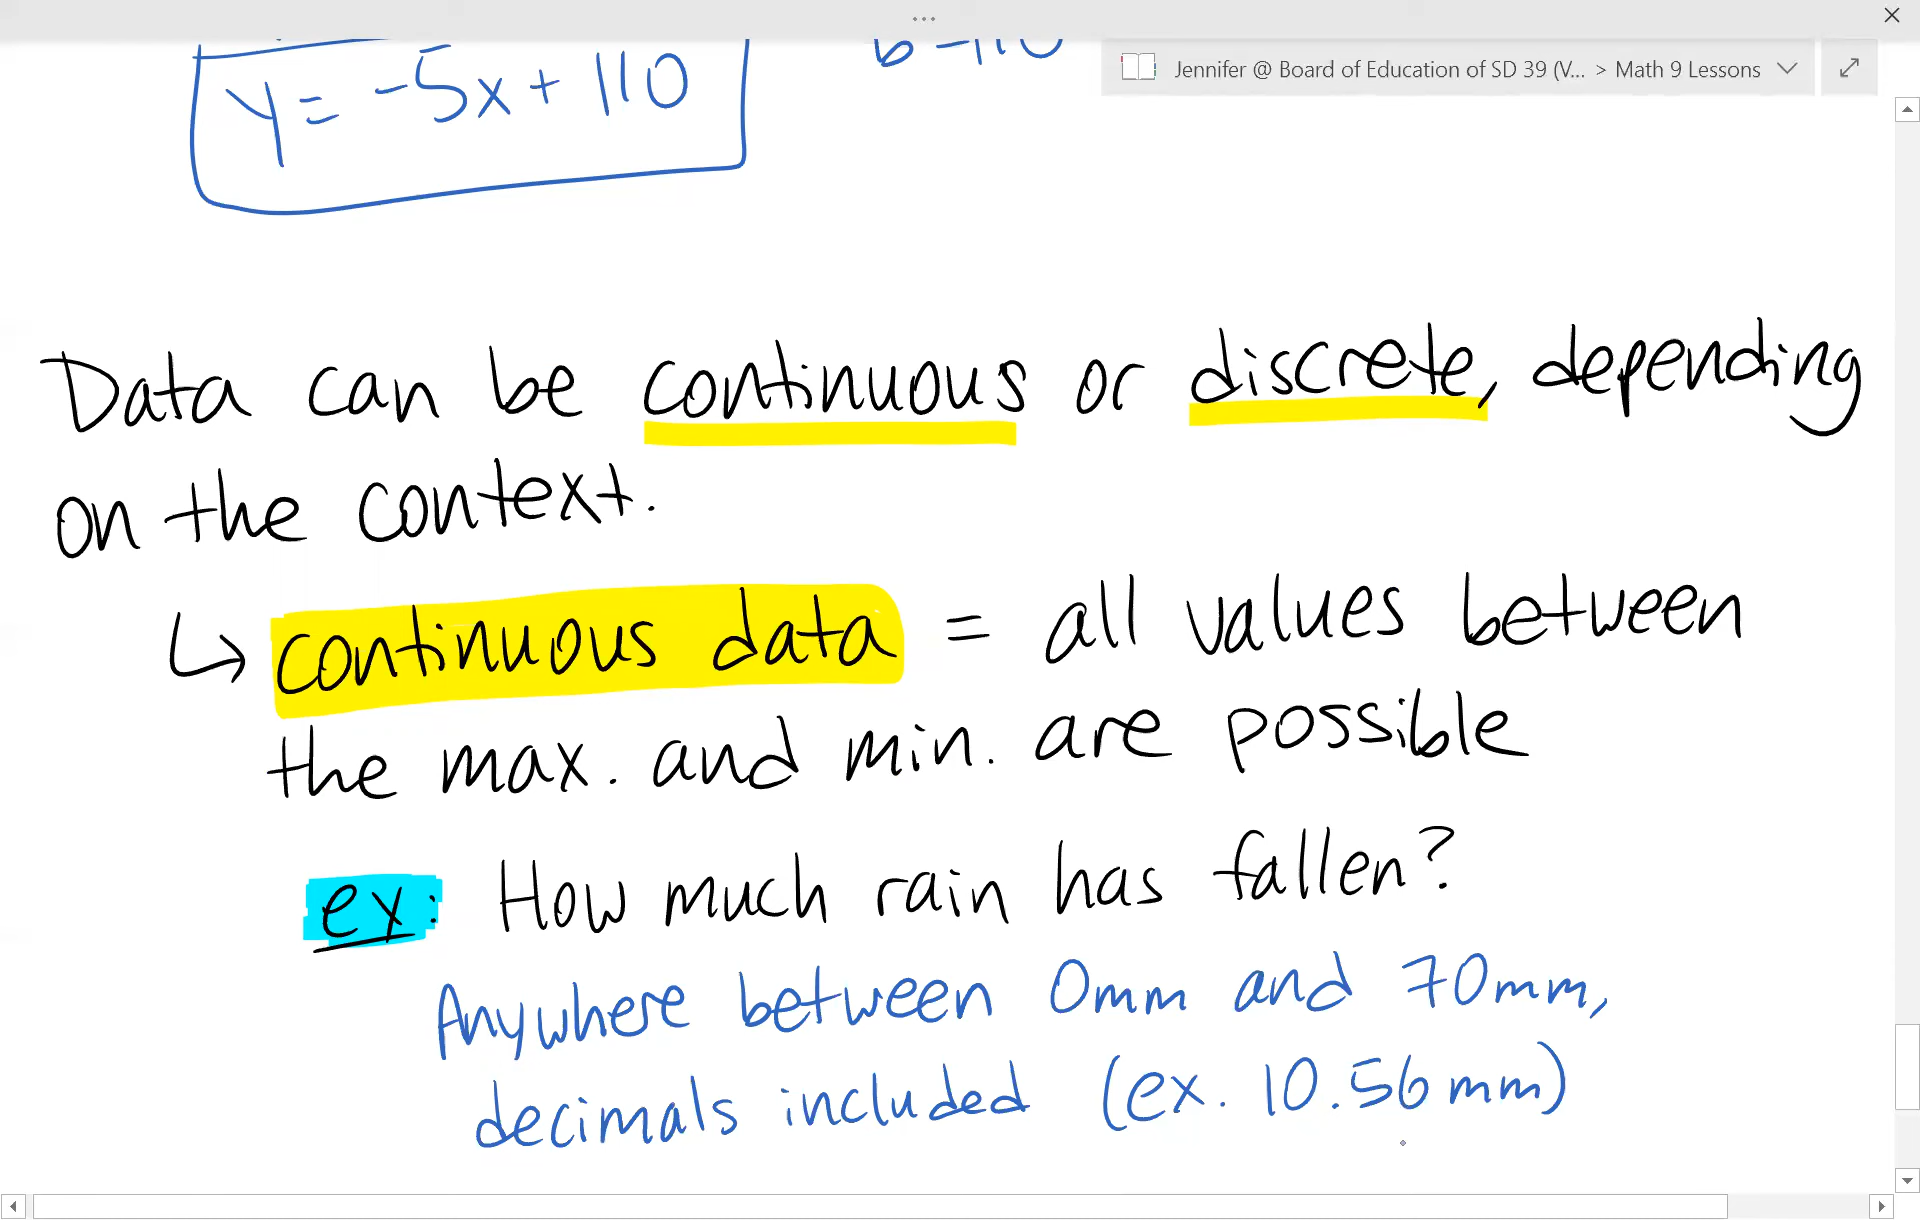 ...
b=110
Jennifer @ Board of Education of SD 39 (V... > Math 9 Lessons
y = -5x + 110
Data can be continuous or discrete, depending
on the context.
↳ continuous data = all values between
the max. and min. are possible
ex: How much rain has fallen?
Anywhere between 0mm and 70mm,
decimals included (ex. 10.56mm)